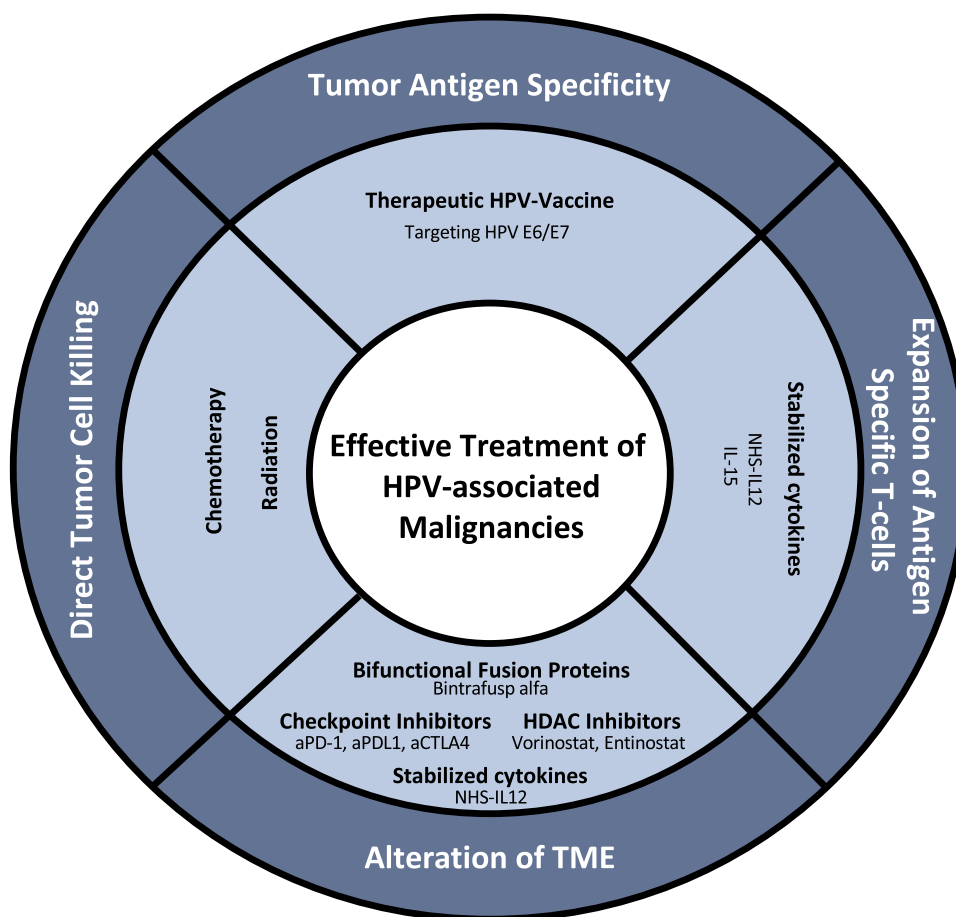 Tumor Antigen Specificity
Therapeutic HPV-Vaccine
Targeting HPV E6/E7
Direct Tumor Cell Killing
Chemotherapy
Radiation
Effective Treatment of
HPV-associated
Malignancies
Expansion of Antigen
Specific T-cells
Stabilized cytokines
NHS-IL12
IL-15
Bifunctional Fusion Proteins
Bintrafusp alfa
Checkpoint Inhibitors
aPD-1, aPDL1, aCTLA4
HDAC Inhibitors
Vorinostat, Entinostat
Stabilized cytokines
NHS-IL12
Alteration of TME